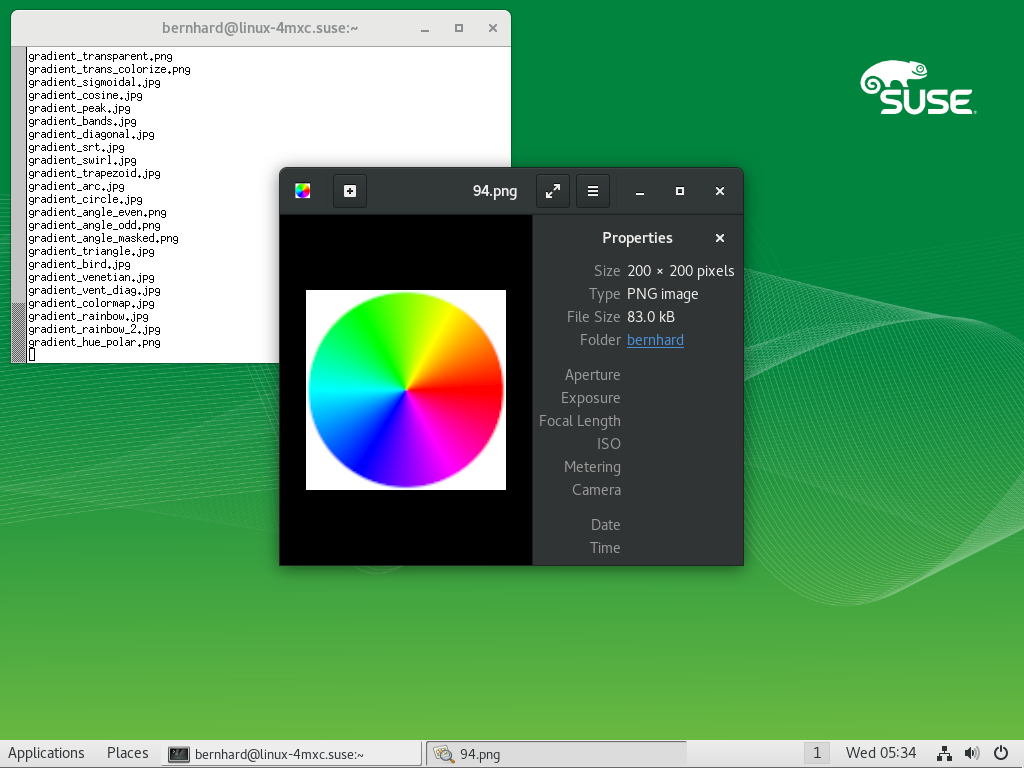 bernhard@linux-4mxc.suse:~
gradient_transparent.png
gradient_trans_colorize.png
gradient_sigmoidal.jpg
gradient_cosine.jpg
gradient_peak.jpg
gradient_bands.jpg
gradient_diagonal.jpg
gradient_srt.jpg
gradient_swirl.jpg
gradient_trapezoid.jpg
gradient_arc.jpg
gradient_circle.jpg
gradient_angle_even.png
gradient_angle_odd.png
gradient_angle_masked.png
gradient_triangle.jpg
gradient_bird.jpg
gradient_venetian.jpg
gradient_vent_diag.jpg
gradient_colormap.jpg
gradient_rainbow.jpg
gradient_rainbow_2.jpg
gradient_hue_polar.png
SUSE
94.png
Properties
Size 200 × 200 pixels
Type PNG image
File Size 83.0 kB
Folder bernhard
Aperture
Exposure
Focal Length
ISO
Metering
Camera
Date
Time
Applications Places bernhard@linux-4mxc.suse:~ 94.png 1 Wed 05:34